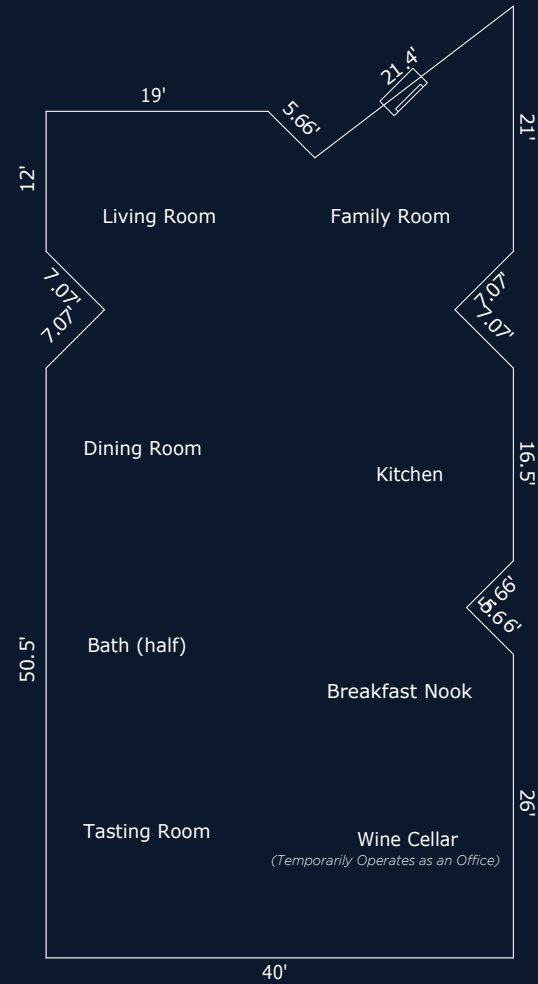 21.4'
19'
5.66'
21'
12'
Living Room
Family Room
7.07'
7.07'
7.07'
7.07'
Dining Room
16.5'
Kitchen
5.66'
5.66'
Bath (half)
50.5'
Breakfast Nook
26'
Tasting Room
Wine Cellar
(Temporarily Operates as an Office)
40'